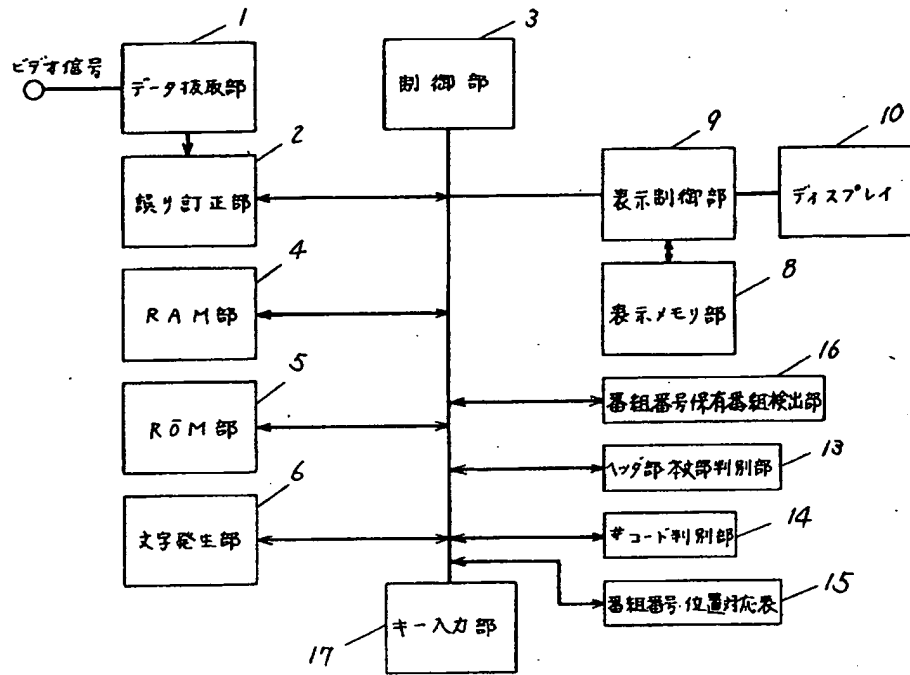 1
ビデオ信号
データ抜取部
2
誤り訂正部
3
制御部
4
RAM部
5
ROM部
6
文字発生部
17
キー入力部
9
表示制御部
10
ディスプレイ
8
表示メモリ部
16
番組番号保有番組検出部
13
ヘッダ部本文部判別部
14
#コード判別部
15
番組番号・位置対応表